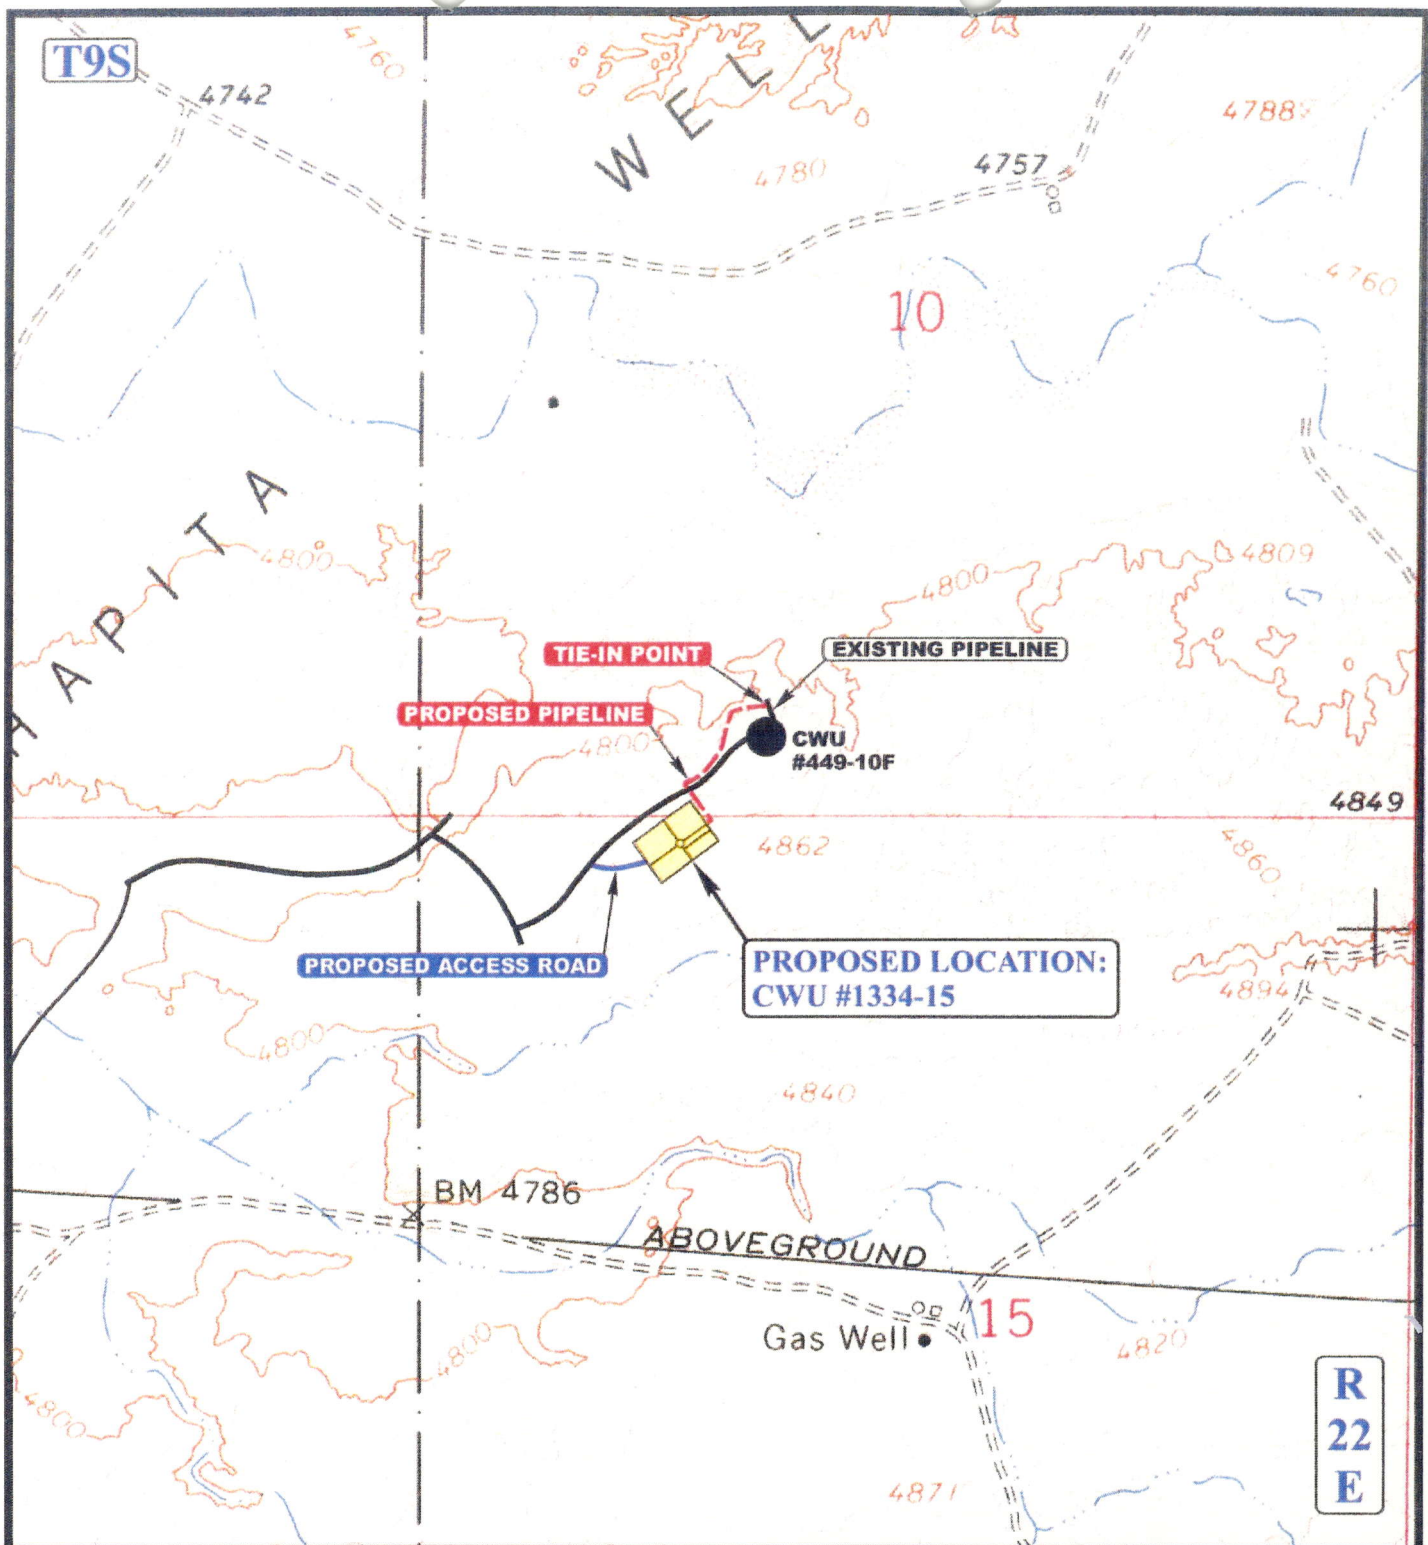 T9S
4760
4742
WELL
4780
4757
4788
4760
10
HAPITA
4800
4800
4809
TIE-IN POINT
EXISTING PIPELINE
PROPOSED PIPELINE
4800
CWU
#449-10F
4849
4862
4860
PROPOSED ACCESS ROAD
PROPOSED LOCATION:
CWU #1334-15
4894
4800
4840
BM 4786
ABOVEGROUND
15
Gas Well
4800
4820
4800
R
22
E
4871